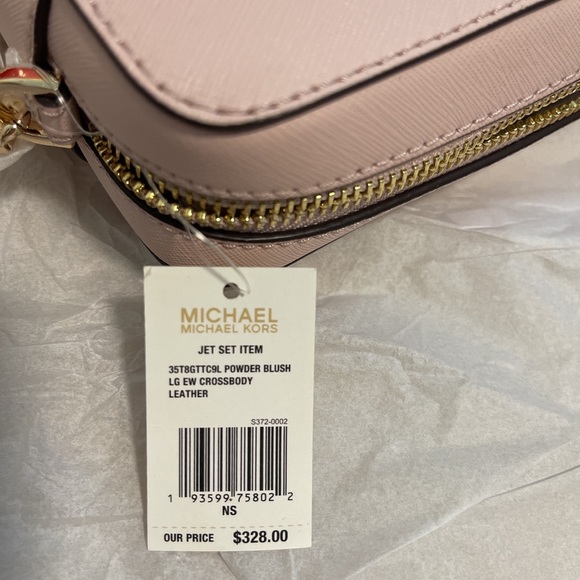 MICHAEL
MICHAEL KORS
JET SET ITEM
35T8GTTC9L POWDER BLUSH
LG EW CROSSBODY
LEATHER
S372-0002
1 93599 75802 2
NS
OUR PRICE $328.00